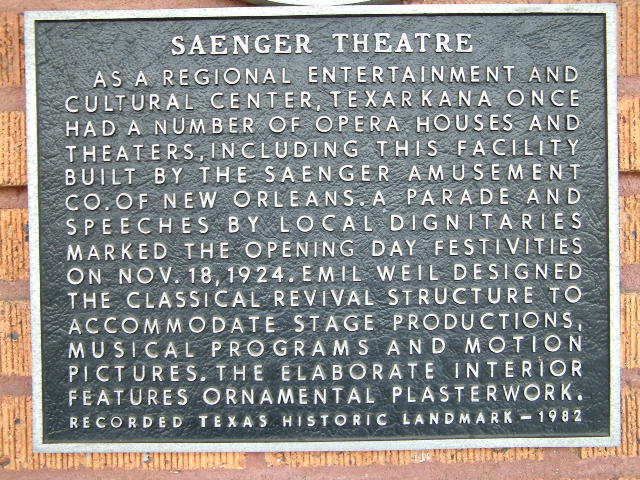 SAENGER THEATRE
AS A REGIONAL ENTERTAINMENT AND
CULTURAL CENTER, TEXARKANA ONCE
HAD A NUMBER OF OPERA HOUSES AND
THEATERS, INCLUDING THIS FACILITY
BUILT BY THE SAENGER AMUSEMENT
CO. OF NEW ORLEANS. A PARADE AND
SPEECHES BY LOCAL DIGNITARIES
MARKED THE OPENING DAY FESTIVITIES
ON NOV. 18, 1924. EMIL WEIL DESIGNED
THE CLASSICAL REVIVAL STRUCTURE TO
ACCOMMODATE STAGE PRODUCTIONS,
MUSICAL PROGRAMS AND MOTION
PICTURES. THE ELABORATE INTERIOR
FEATURES ORNAMENTAL PLASTERWORK.
RECORDED TEXAS HISTORIC LANDMARK – 1982